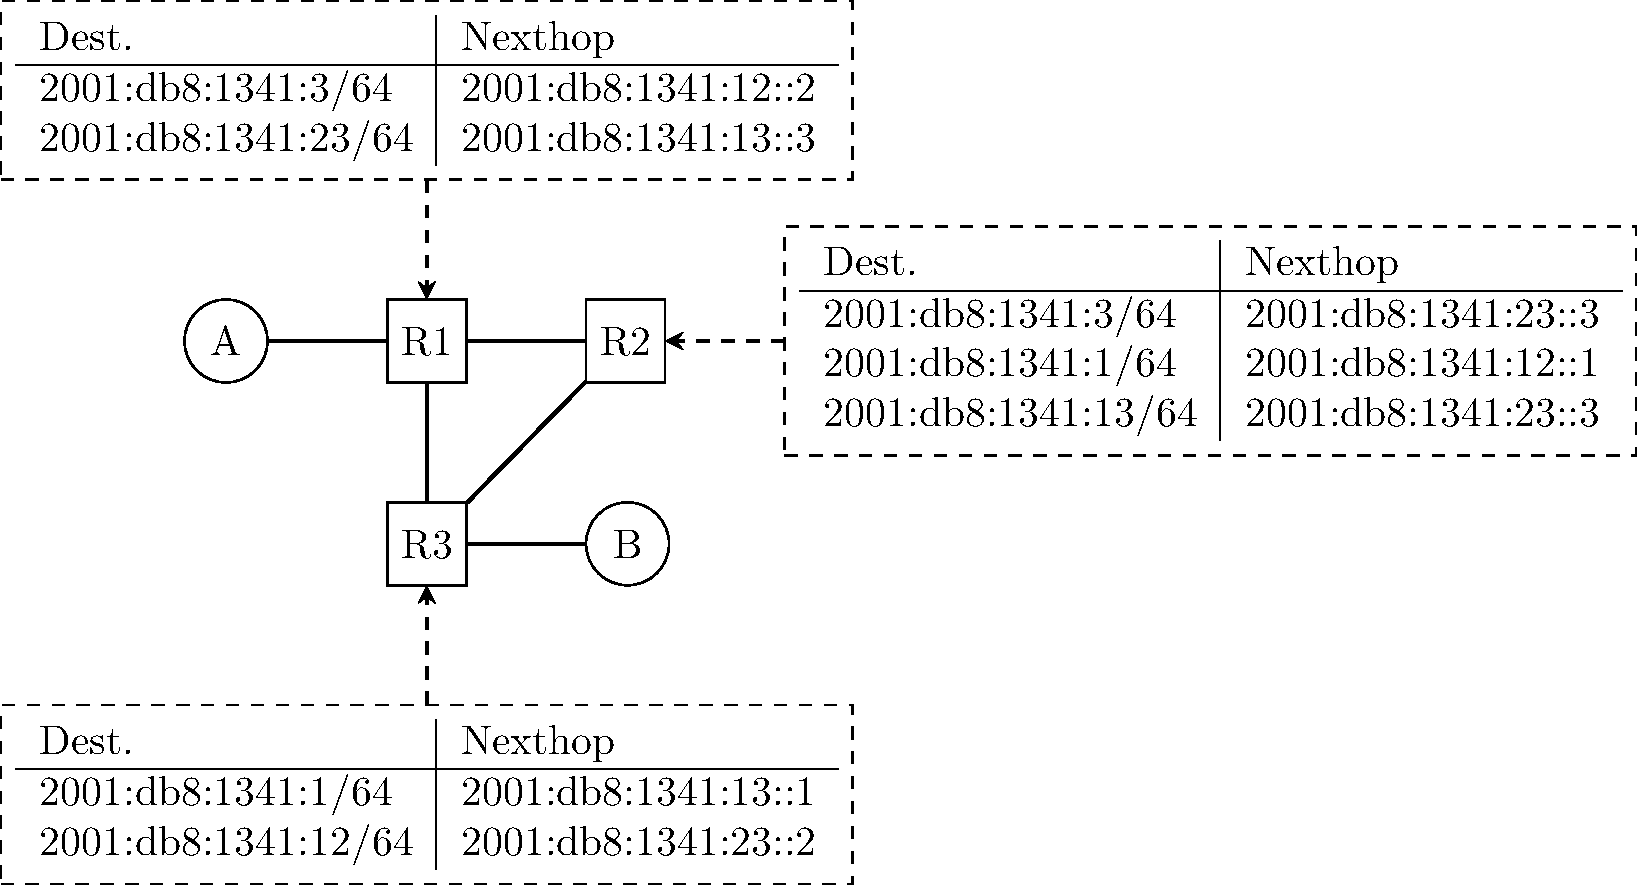 Dest. Nexthop
2001:db8:1341:3/64 2001:db8:1341:12::2
2001:db8:1341:23/64 2001:db8:1341:13::3
Dest. Nexthop
2001:db8:1341:3/64 2001:db8:1341:23::3
2001:db8:1341:1/64 2001:db8:1341:12::1
2001:db8:1341:13/64 2001:db8:1341:23::3
A R1 R2
R3 B
Dest. Nexthop
2001:db8:1341:1/64 2001:db8:1341:13::1
2001:db8:1341:12/64 2001:db8:1341:23::2